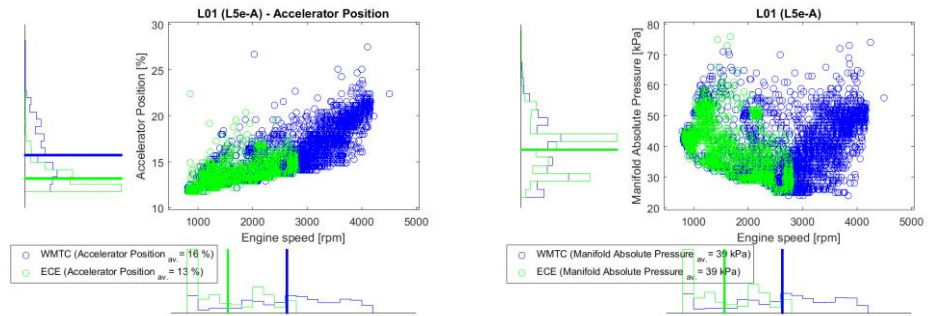 L01 (L5e-A) - Accelerator Position
30
25
20
15
10
Accelerator Position [%]
1000 2000 3000 4000 5000
Engine speed [rpm]
WMTC (Accelerator Position av. = 16 %)
ECE (Accelerator Position av. = 13 %)
L01 (L5e-A)
80
70
60
50
40
30
20
Manifold Absolute Pressure [kPa]
1000 2000 3000 4000 5000
Engine speed [rpm]
WMTC (Manifold Absolute Pressure av. = 39 kPa)
ECE (Manifold Absolute Pressure av. = 39 kPa)